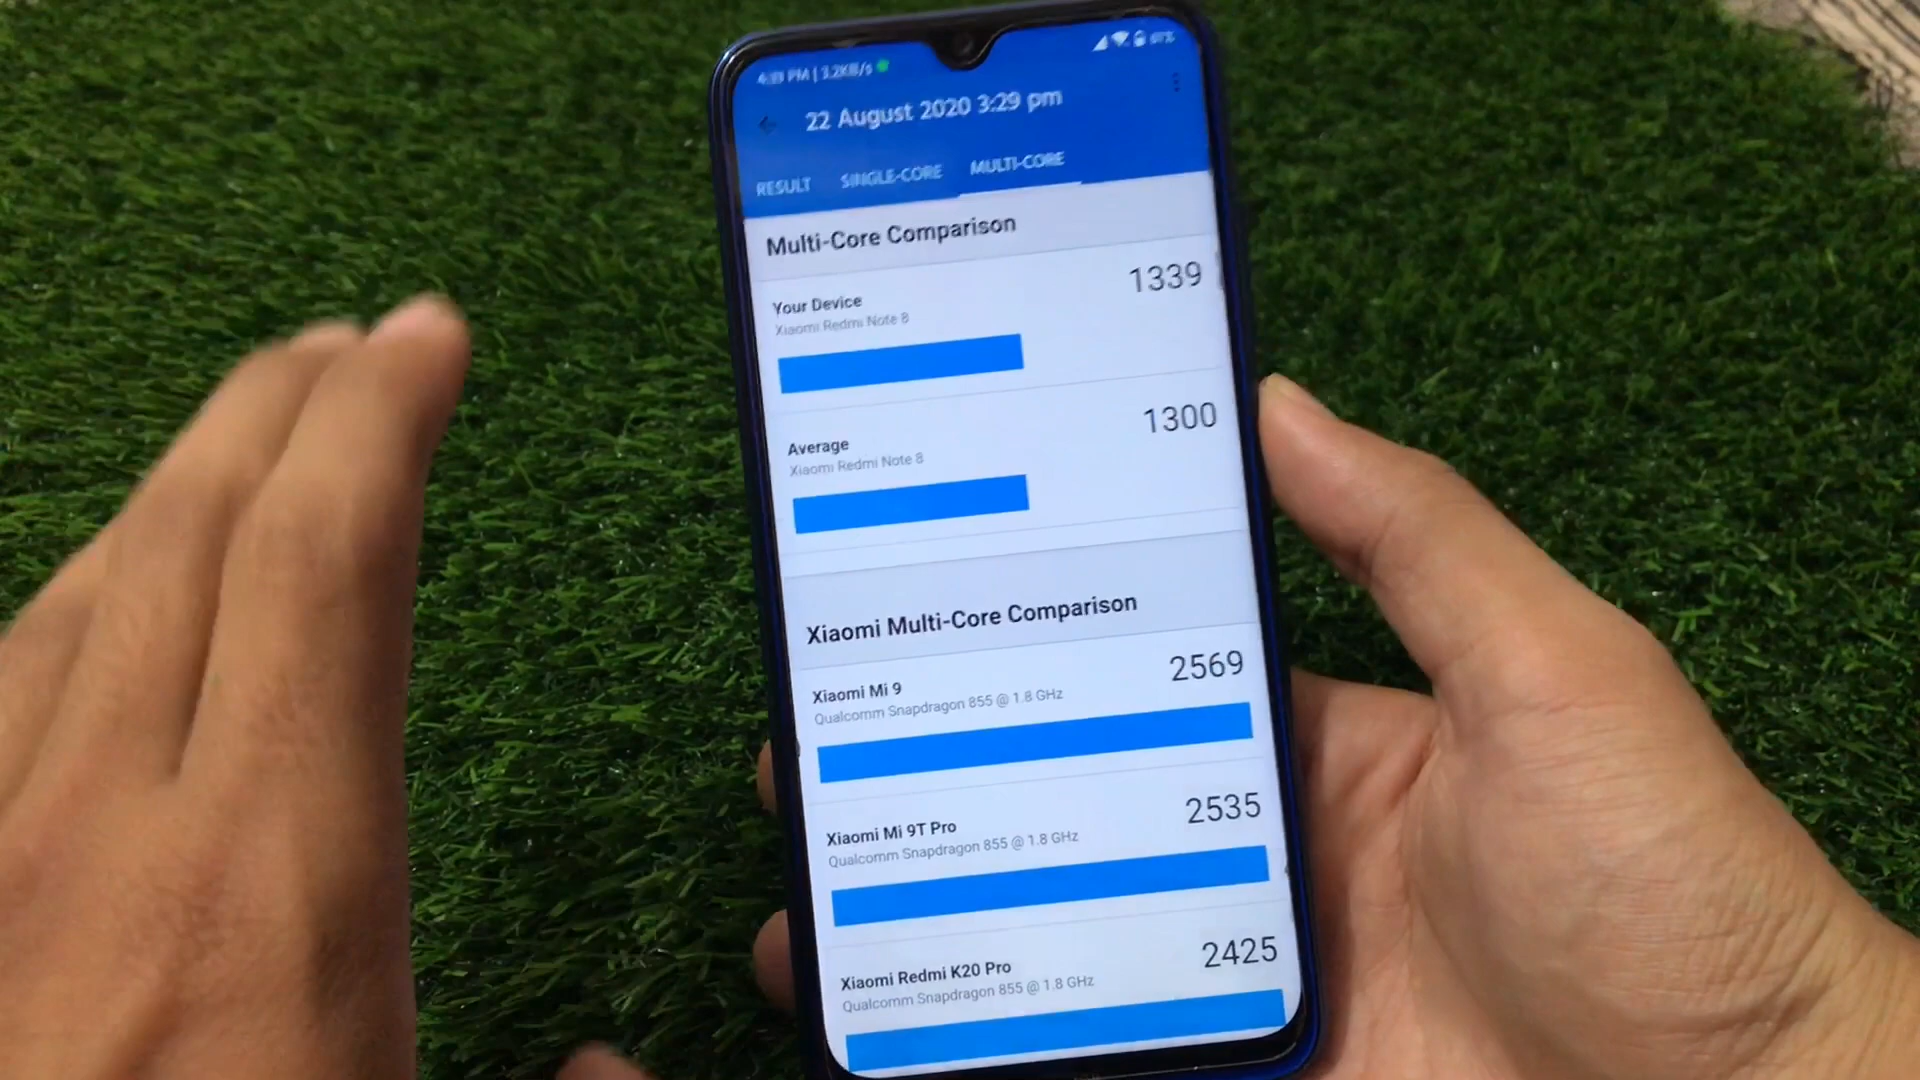 PM | 3.2KB/s
22 August 2020 3:29 pm
RESULT SINGLE-CORE MULTI-CORE
Multi-Core Comparison
Your Device 1339
Xiaomi Redmi Note 8
Average 1300
Xiaomi Redmi Note 8
Xiaomi Multi-Core Comparison
Xiaomi Mi 9 2569
Qualcomm Snapdragon 855 @ 1.8 GHz
Xiaomi Mi 9T Pro 2535
Qualcomm Snapdragon 855 @ 1.8 GHz
Xiaomi Redmi K20 Pro 2425
Qualcomm Snapdragon 855 @ 1.8 GHz